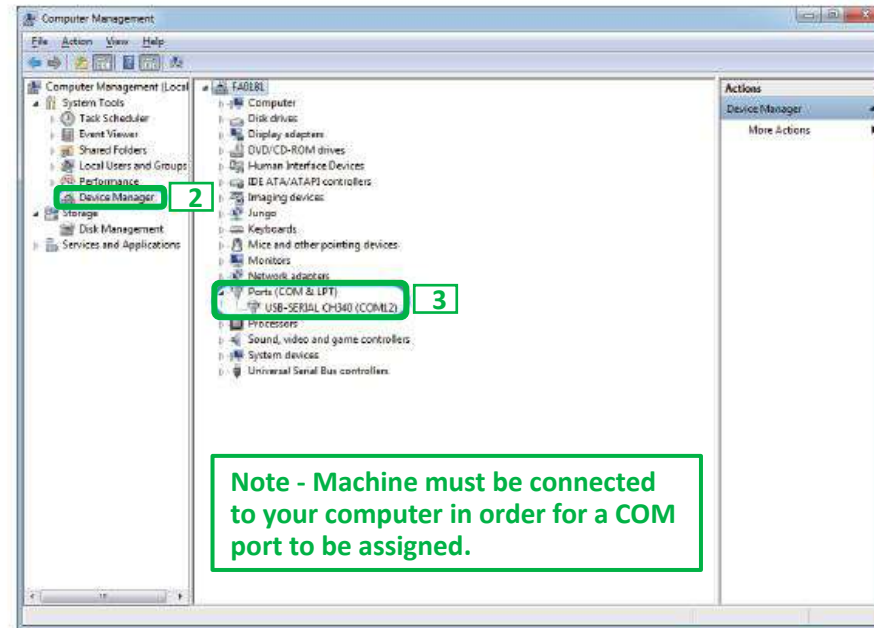 Computer Management
File Action View Help
Computer Management (Local
System Tools
Task Scheduler
Event Viewer
Shared Folders
Local Users and Groups
Performance
Device Manager
2
Storage
Disk Management
Services and Applications
FA0181
Computer
Disk drives
Display adapters
DVD/CD-ROM drives
Human Interface Devices
IDE ATA/ATAPI controllers
Imaging devices
Jungo
Keyboards
Mice and other pointing devices
Monitors
Network adapters
Ports (COM & LPT)
USB-SERIAL CH340 (COM12)
3
Processors
Sound, video and game controllers
System devices
Universal Serial Bus controllers
Actions
Device Manager
More Actions
Note - Machine must be connected
to your computer in order for a COM
port to be assigned.